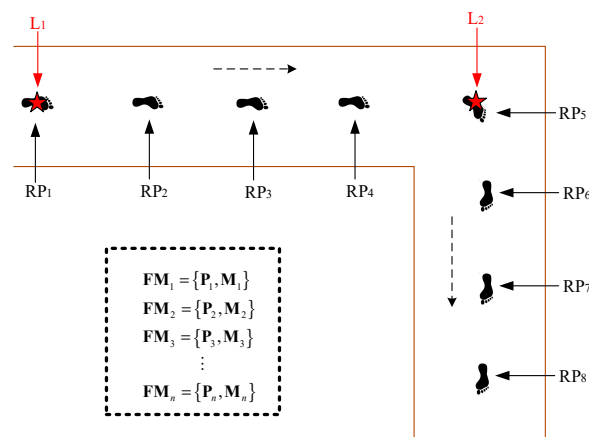 L₁
L₂
RP₅
RP₁ RP₂ RP₃ RP₄
RP₆
FM₁ = {P₁, M₁}
FM₂ = {P₂, M₂}
FM₃ = {P₃, M₃}
⋮
FMₙ = {Pₙ, Mₙ}
RP₇
RP₈